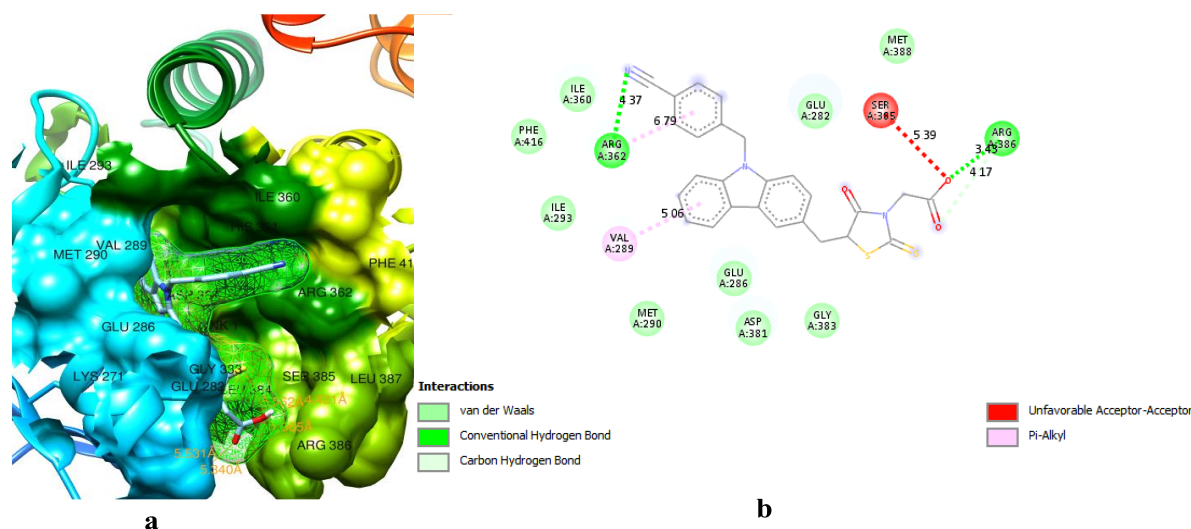 ILE 293
ILE 360
VAL 289
MET 290
PHE 41
ARG 362
GLU 286
GLY 333
LYS 271
GLU 282
SER 385
LEU 387
ARG 386
5.340Å
a
MET
A:388
ILE
A:360
GLU
A:282
SER
A:385
PHE
A:416
ARG
A:362
ARG
A:386
4 37
6 79
5 39
3.43
4 17
N
N
O
O
O
N
S
S
ILE
A:293
VAL
A:289
5 06
GLU
A:286
MET
A:290
ASP
A:381
GLY
A:383
Interactions
van der Waals
Conventional Hydrogen Bond
Carbon Hydrogen Bond
Unfavorable Acceptor-Acceptor
Pi-Alkyl
b